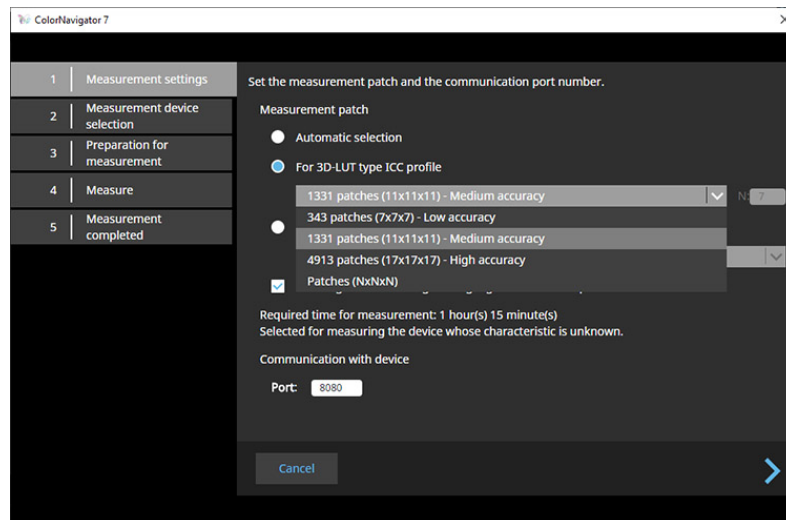 ColorNavigator 7
1 Measurement settings
2 Measurement device
selection
3 Preparation for
measurement
4 Measure
5 Measurement
completed
Set the measurement patch and the communication port number.
Measurement patch
Automatic selection
For 3D-LUT type ICC profile
1331 patches (11x11x11) - Medium accuracy
N: 7
343 patches (7x7x7) - Low accuracy
1331 patches (11x11x11) - Medium accuracy
4913 patches (17x17x17) - High accuracy
Patches (NxNxN)
Required time for measurement: 1 hour(s) 15 minute(s)
Selected for measuring the device whose characteristic is unknown.
Communication with device
Port: 8080
Cancel